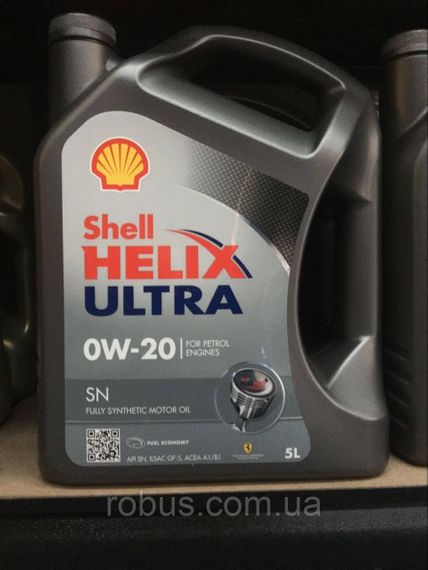 Shell
HELIX
ULTRA
0W-20
FOR PETROL
ENGINES
SN
FULLY SYNTHETIC MOTOR OIL
FUEL ECONOMY
API SN, ILSAC GF-5, ACEA A1/B1
5L
robus.com.ua